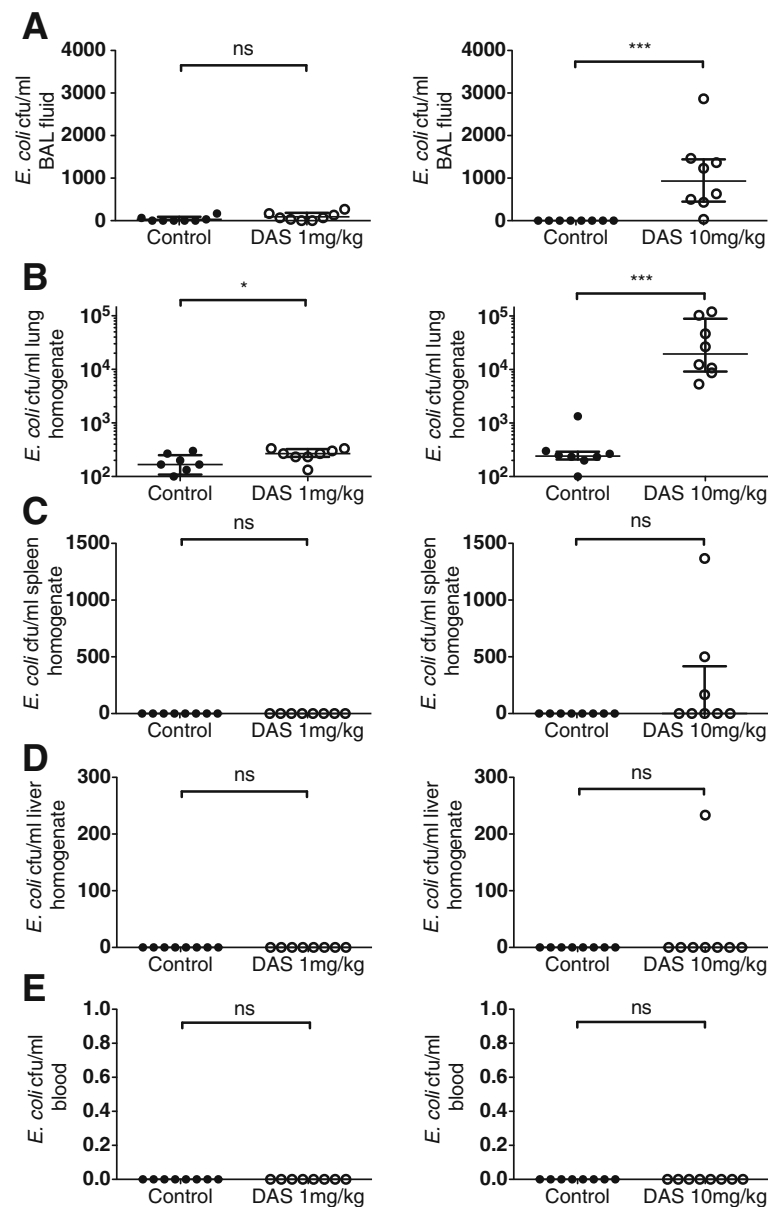 A
E. coli cfu/ml
BAL fluid
4000
3000
2000
1000
0
ns
Control
DAS 1mg/kg
E. coli cfu/ml
BAL fluid
4000
3000
2000
1000
0
***
Control
DAS 10mg/kg
B
E. coli cfu/ml lung
homogenate
10⁵
10⁴
10³
10²
*
Control
DAS 1mg/kg
E. coli cfu/ml lung
homogenate
10⁵
10⁴
10³
10²
***
Control
DAS 10mg/kg
C
E. coli cfu/ml spleen
homogenate
1500
1000
500
0
ns
Control
DAS 1mg/kg
E. coli cfu/ml spleen
homogenate
1500
1000
500
0
ns
Control
DAS 10mg/kg
D
E. coli cfu/ml liver
homogenate
300
200
100
0
ns
Control
DAS 1mg/kg
E. coli cfu/ml liver
homogenate
300
200
100
0
ns
Control
DAS 10mg/kg
E
E. coli cfu/ml
blood
1.0
0.8
0.6
0.4
0.2
0.0
ns
Control
DAS 1mg/kg
E. coli cfu/ml
blood
1.0
0.8
0.6
0.4
0.2
0.0
ns
Control
DAS 10mg/kg